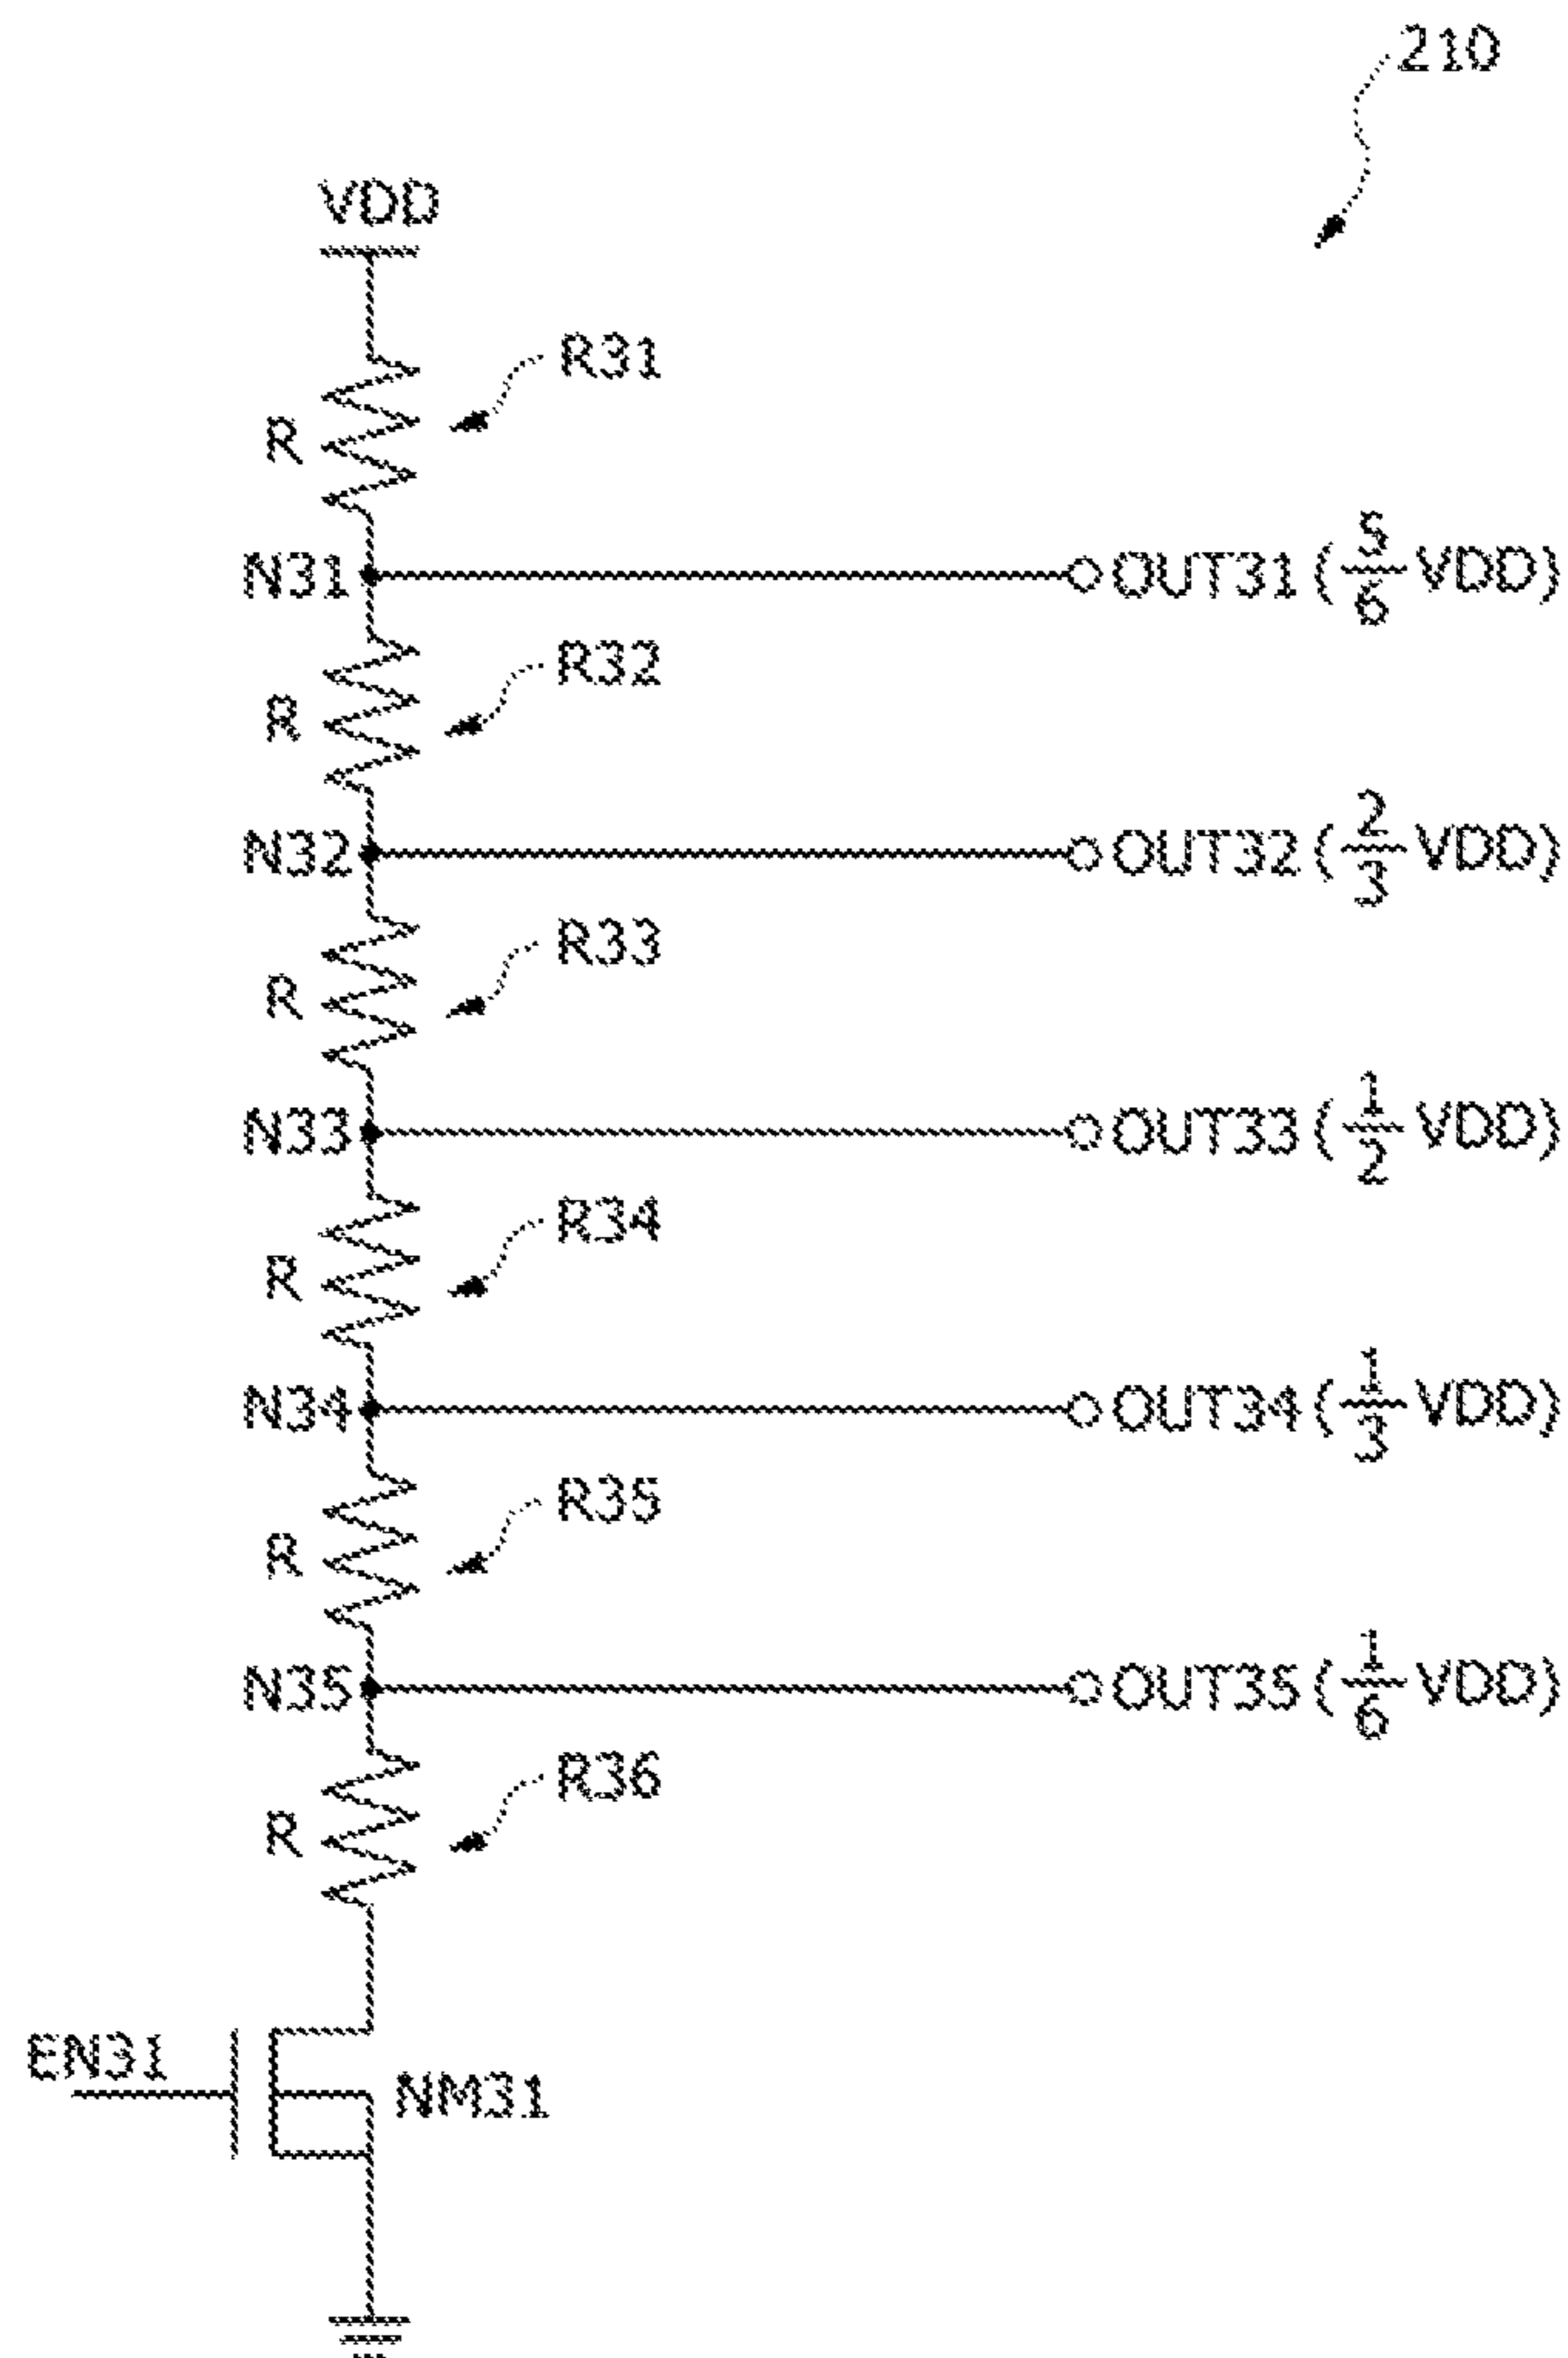 210
VDD
R31
R
N31 OUT31 (5/6 VDD)
R32
R
N32 OUT32 (2/3 VDD)
R33
R
N33 OUT33 (1/2 VDD)
R34
R
N34 OUT34 (1/3 VDD)
R35
R
N35 OUT35 (1/6 VDD)
R36
R
EN31
NM31